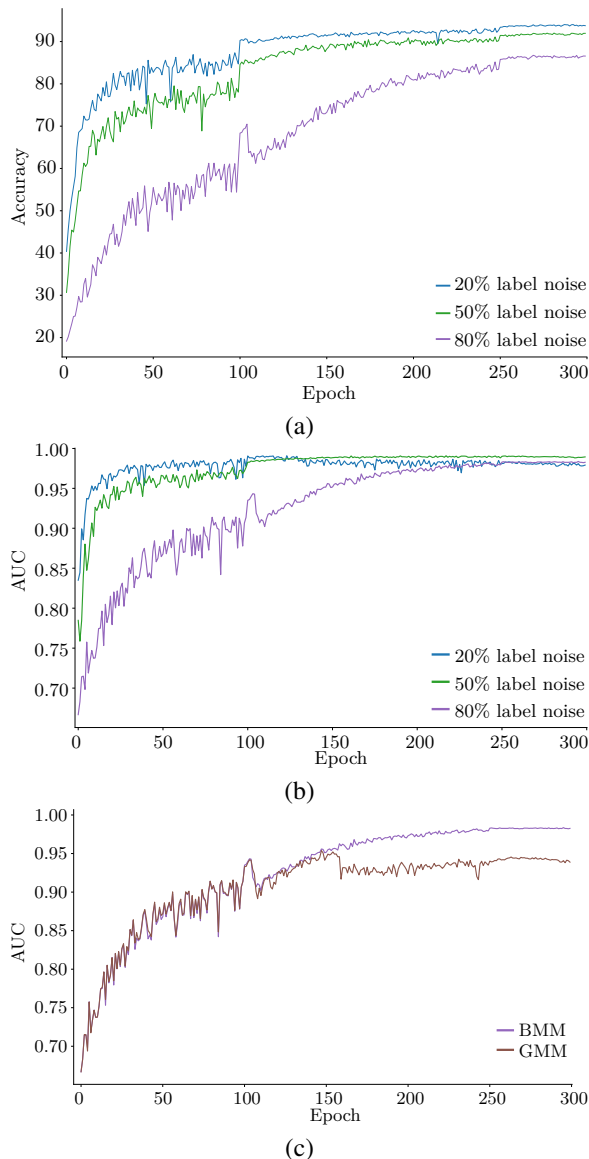 90
80
70
60
50
40
30
20
Accuracy
20% label noise
50% label noise
80% label noise
0 50 100 150 200 250 300
Epoch
(a)
1.00
0.95
0.90
0.85
0.80
0.75
0.70
AUC
20% label noise
50% label noise
80% label noise
0 50 100 150 200 250 300
Epoch
(b)
1.00
0.95
0.90
0.85
0.80
0.75
0.70
AUC
BMM
GMM
0 50 100 150 200 250 300
Epoch
(c)